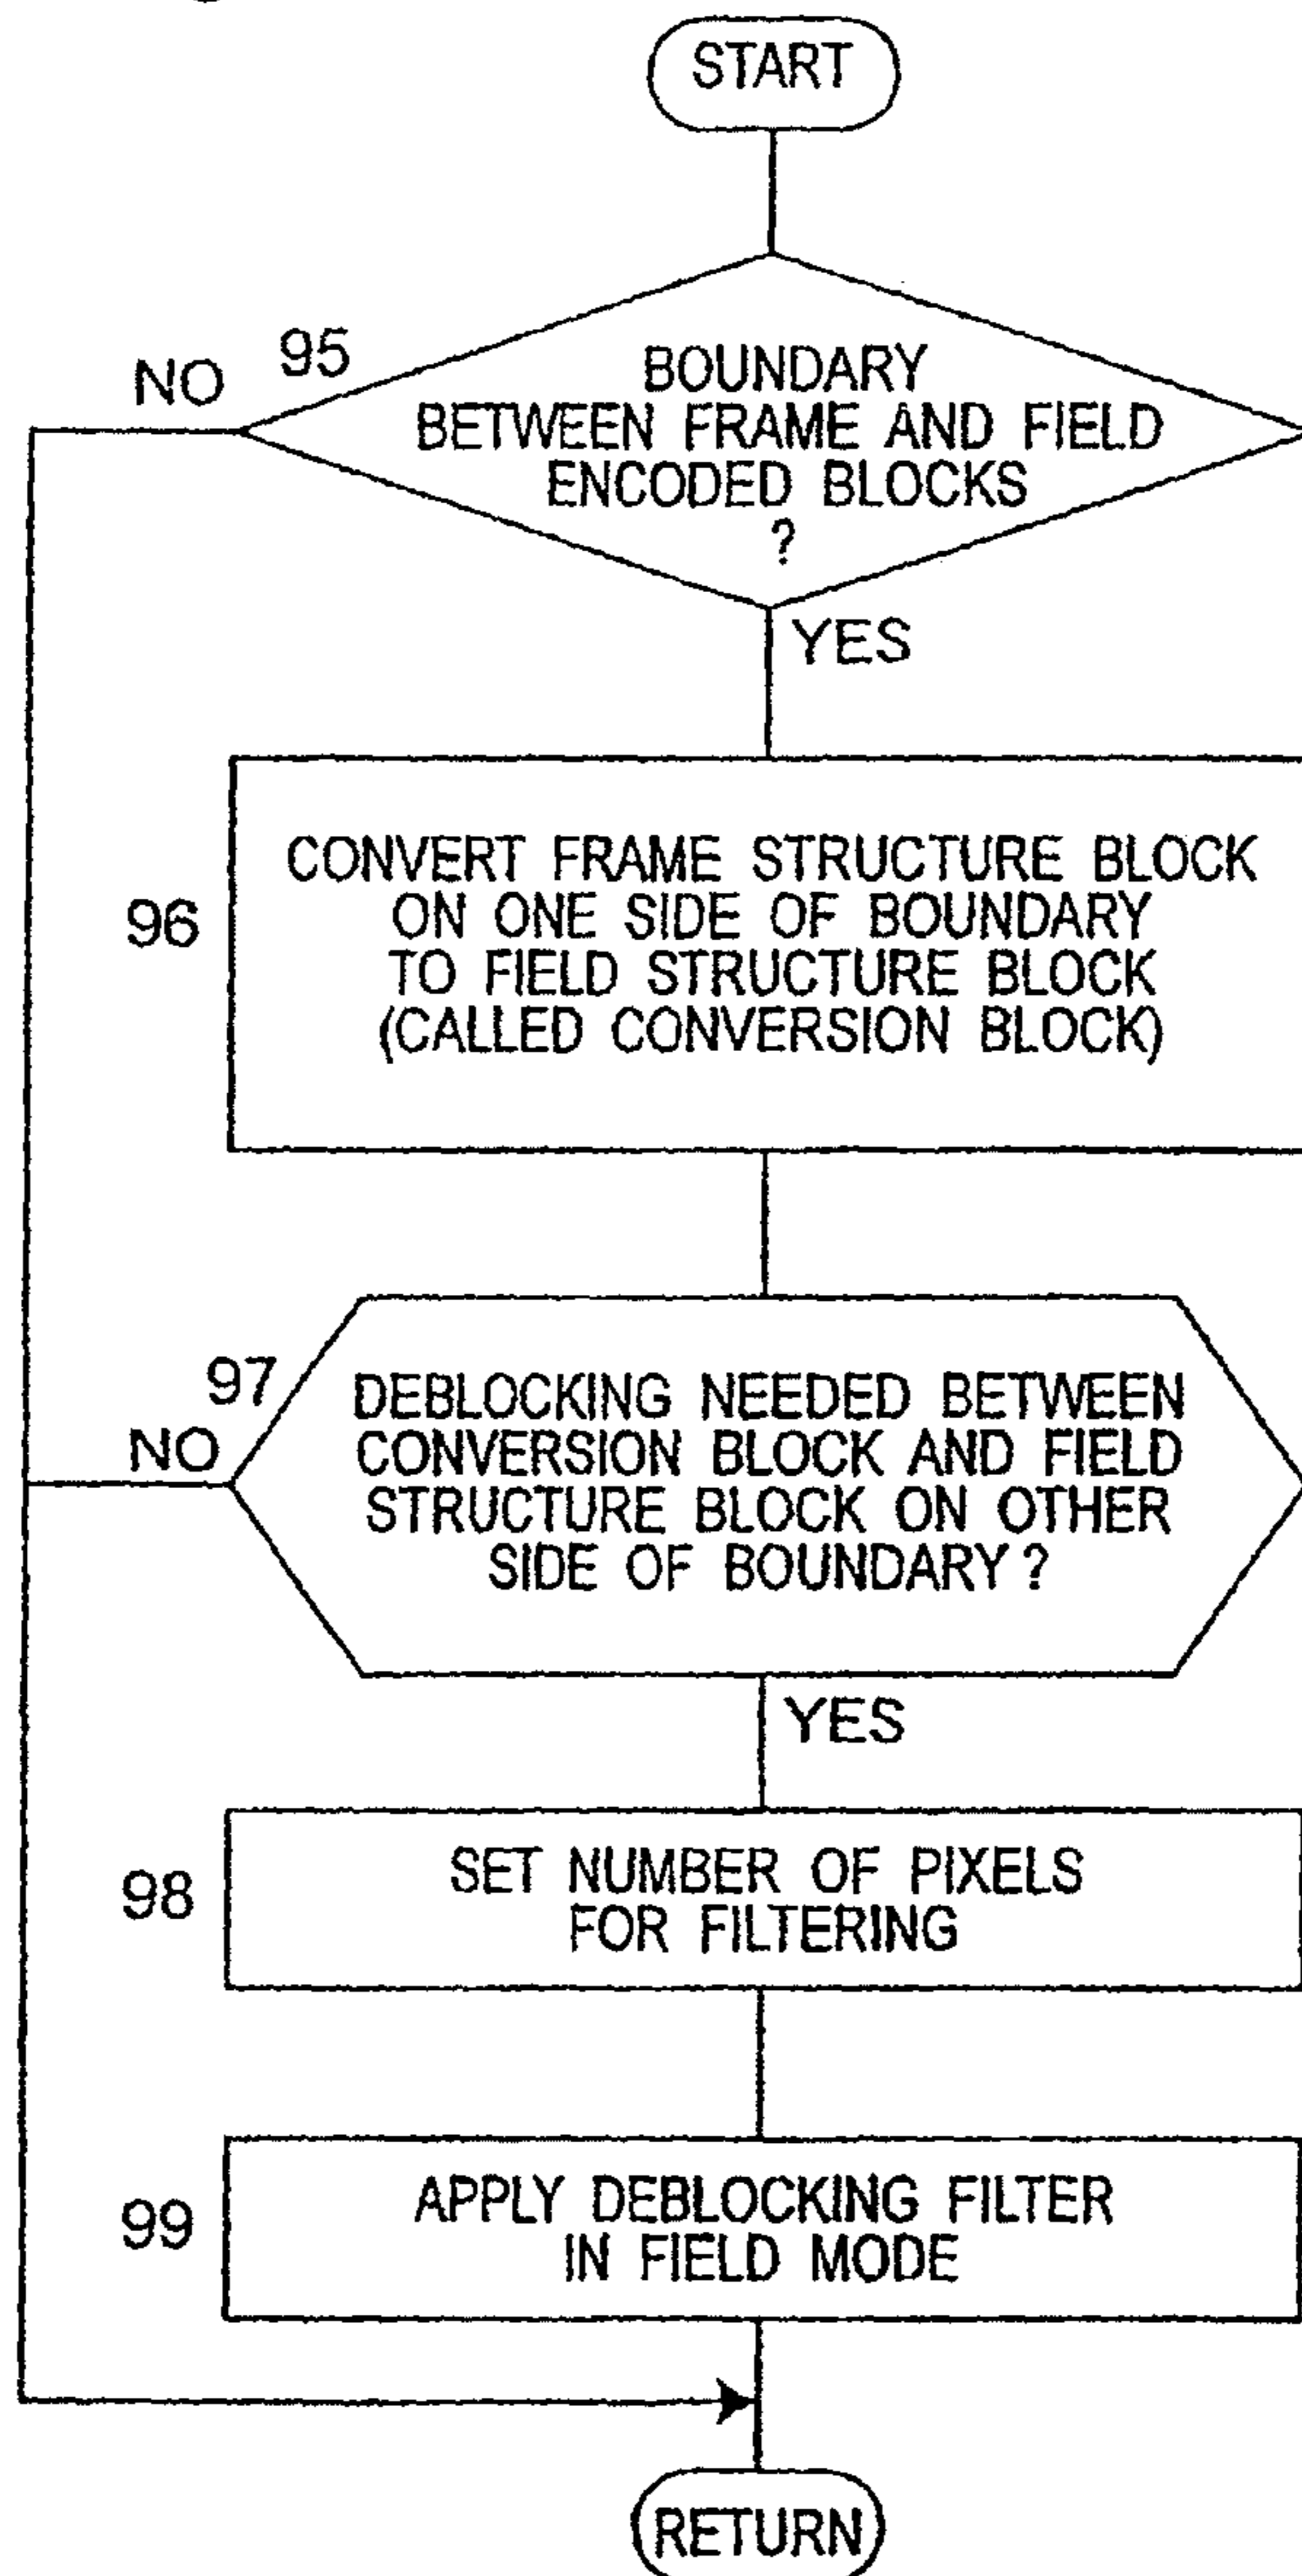 START
NO 95
BOUNDARY
BETWEEN FRAME AND FIELD
ENCODED BLOCKS
?
YES
96
CONVERT FRAME STRUCTURE BLOCK
ON ONE SIDE OF BOUNDARY
TO FIELD STRUCTURE BLOCK
(CALLED CONVERSION BLOCK)
97
NO
DEBLOCKING NEEDED BETWEEN
CONVERSION BLOCK AND FIELD
STRUCTURE BLOCK ON OTHER
SIDE OF BOUNDARY ?
YES
98
SET NUMBER OF PIXELS
FOR FILTERING
99
APPLY DEBLOCKING FILTER
IN FIELD MODE
RETURN